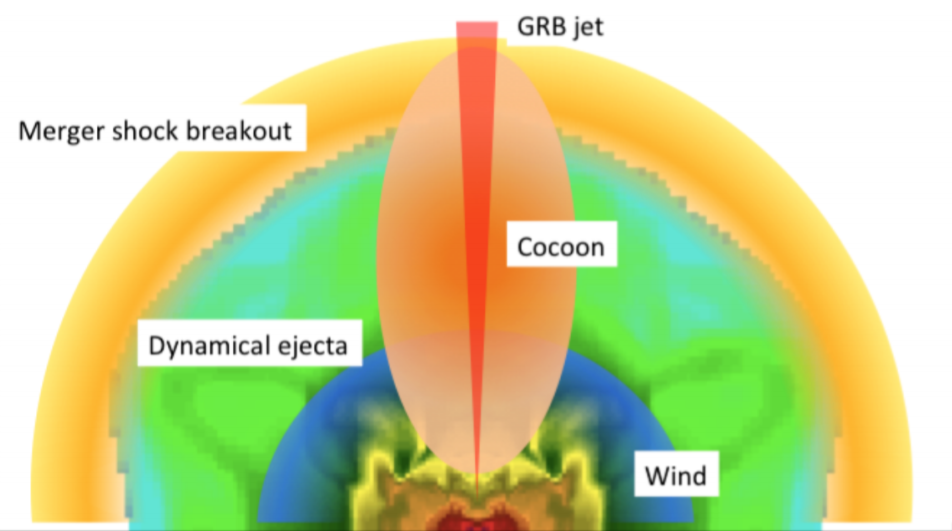 GRB jet
Merger shock breakout
Cocoon
Dynamical ejecta
Wind